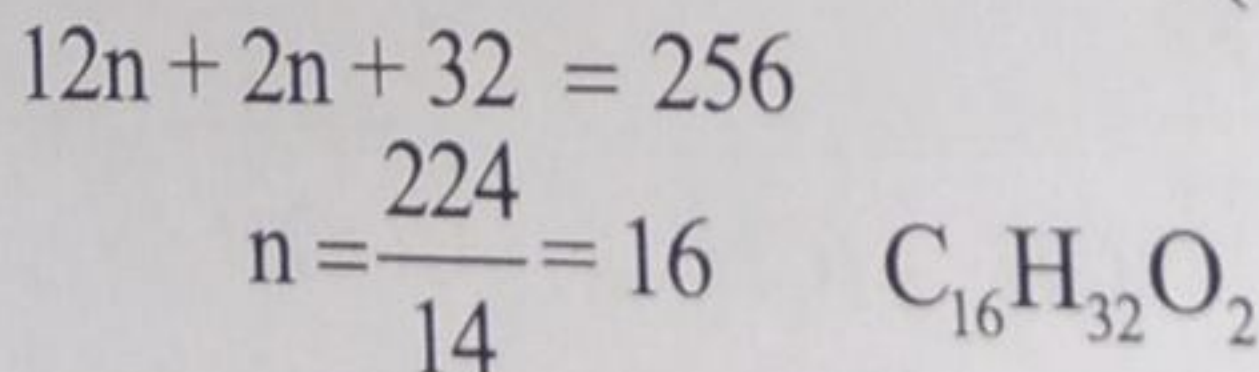 12n + 2n + 32 = 256
n = 224/14 = 16 C₁₆H₃₂O₂